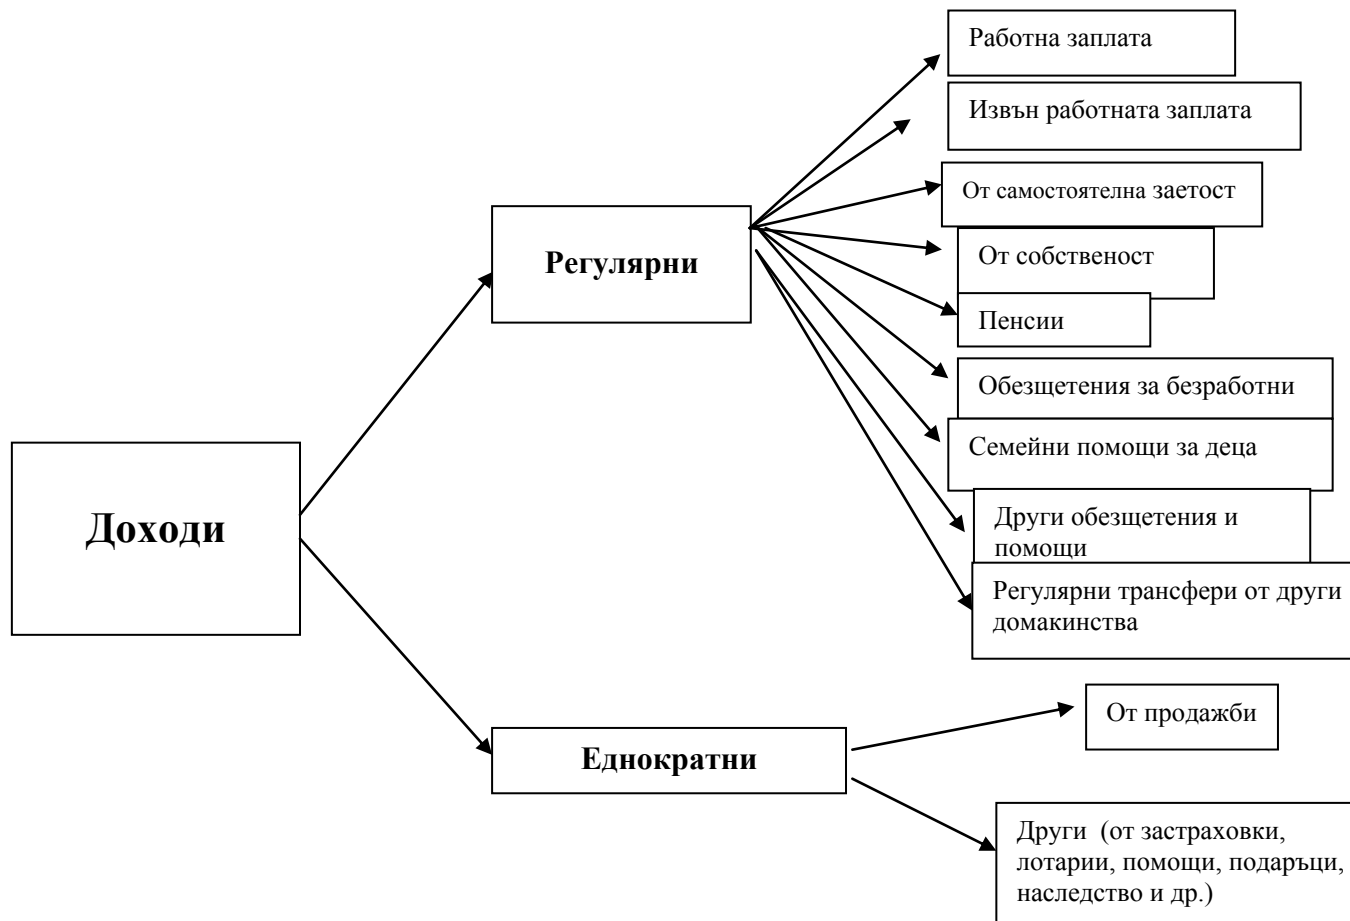 Доходи
Регулярни
Работна заплата
Извън работната заплата
От самостоятелна заетост
От собственост
Пенсии
Обезщетения за безработни
Семейни помощи за деца
Други обезщетения и
помощи
Регулярни трансфери от други
домакинства
Еднократни
От продажби
Други  (от застраховки,
лотарии, помощи, подаръци,
наследство и др.)